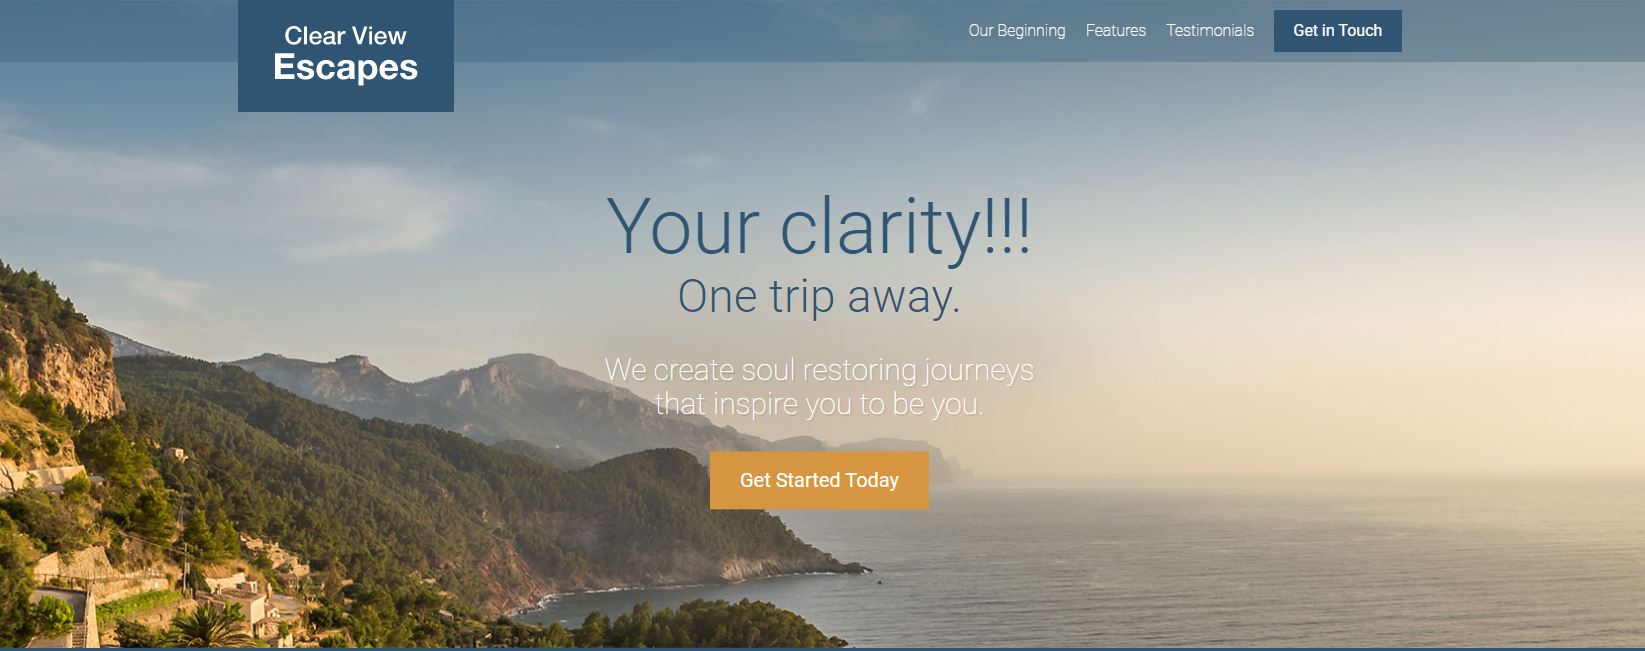 Clear View
Escapes
Our Beginning
Features
Testimonials
Get in Touch
Your clarity!!!
One trip away.
We create soul restoring journeys
that inspire you to be you.
Get Started Today